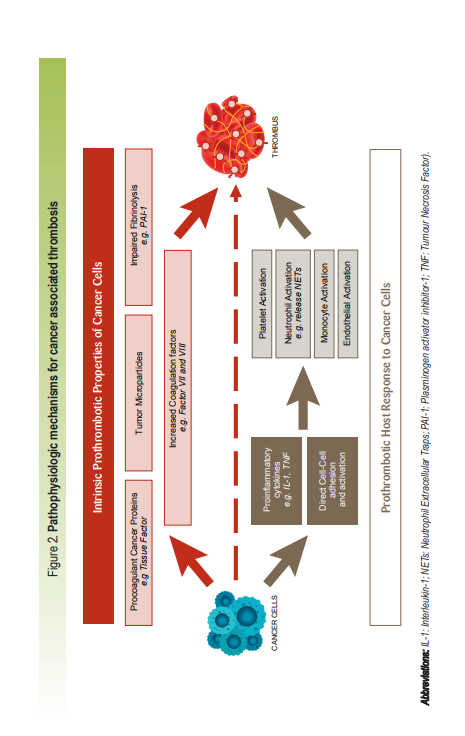 Figure 2. Pathophysiologic mechanisms for cancer associated thrombosis
Intrinsic Prothrombotic Properties of Cancer Cells
Procoagulant Cancer Proteins
e.g Tissue Factor
Tumor Microparticles
Impaired Fibrinolysis
e.g. PAI-1
Increased Coagulation factors
e.g. Factor VII and VIII
CANCER CELLS
THROMBUS
Proinflammatory
cytokines
e.g. IL-1, TNF
Direct Cell-Cell
adhesion
and activation
Platelet Activation
Neutrophil Activation
e.g. release NETs
Monocyte Activation
Endothelial Activation
Prothrombotic Host Response to Cancer Cells
Abbreviations: IL-1: Interleukin-1; NETs: Neutrophil Extracellular Traps; PAI-1: Plasminogen activator inhibitor-1; TNF: Tumour Necrosis Factor).